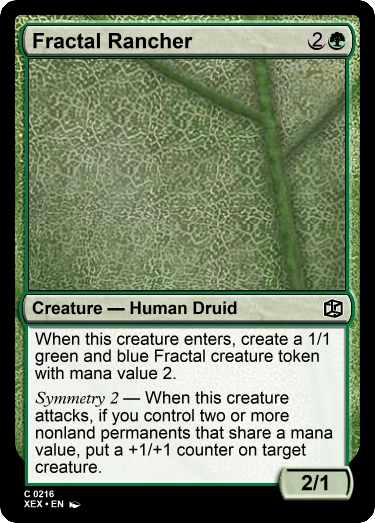 Fractal Rancher 2
Creature — Human Druid
When this creature enters, create a 1/1
green and blue Fractal creature token
with mana value 2.
Symmetry 2 — When this creature
attacks, if you control two or more
nonland permanents that share a mana
value, put a +1/+1 counter on target
creature.
2/1
C 0216
XEX • EN